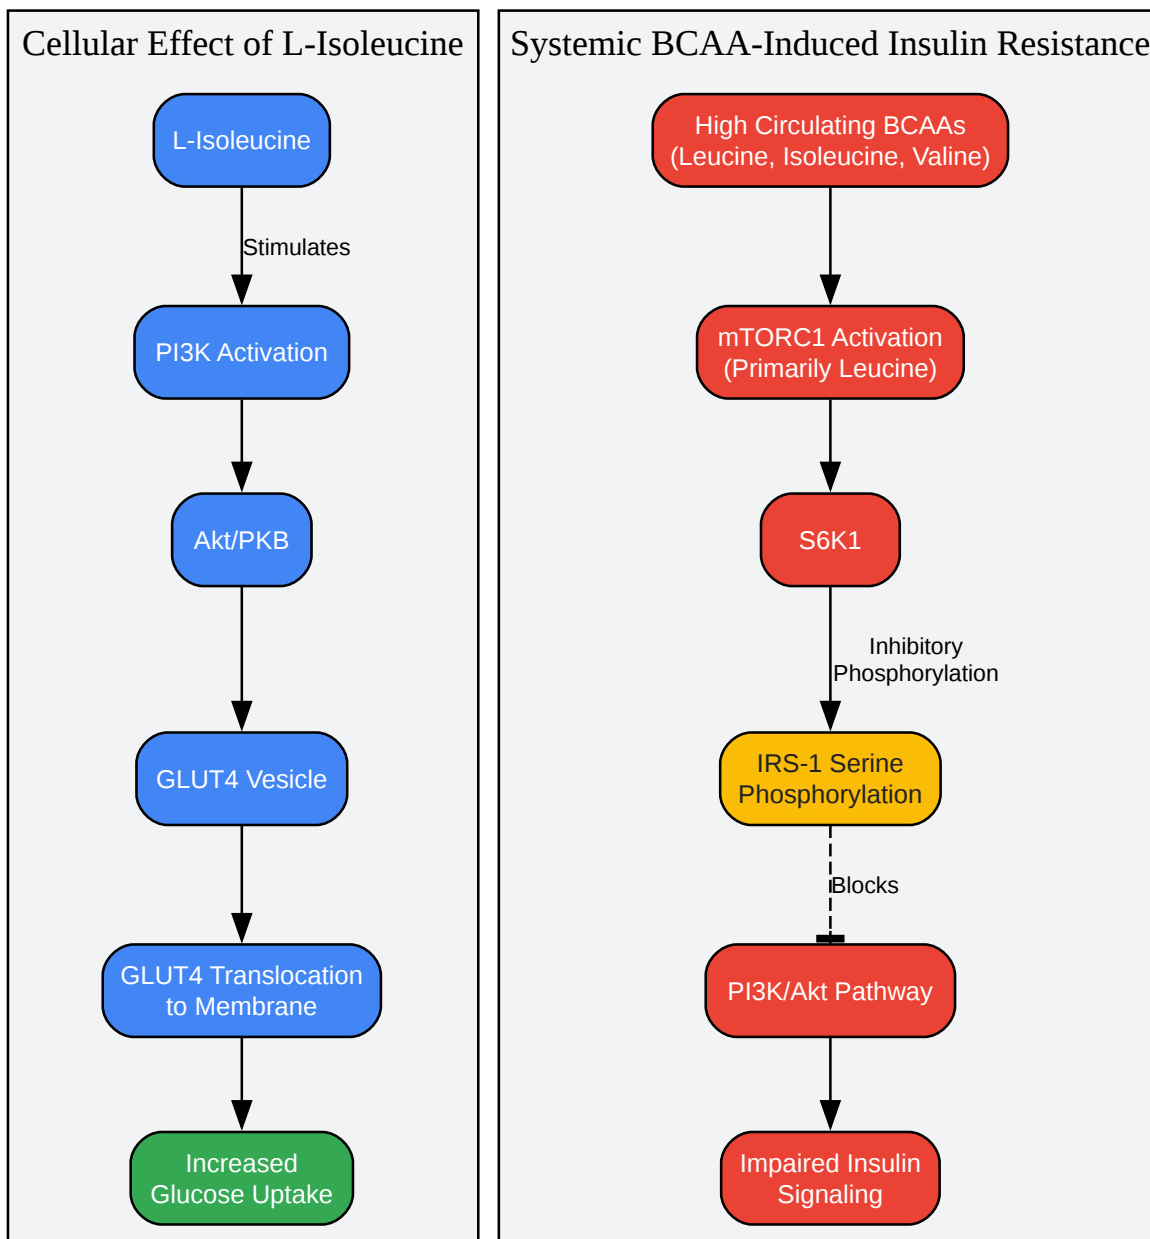 Cellular Effect of L-Isoleucine
L-Isoleucine
Stimulates
PI3K Activation
Akt/PKB
GLUT4 Vesicle
GLUT4 Translocation
to Membrane
Increased
Glucose Uptake
Systemic BCAA-Induced Insulin Resistance
High Circulating BCAAs
(Leucine, Isoleucine, Valine)
mTORC1 Activation
(Primarily Leucine)
S6K1
Inhibitory
Phosphorylation
IRS-1 Serine
Phosphorylation
Blocks
PI3K/Akt Pathway
Impaired Insulin
Signaling